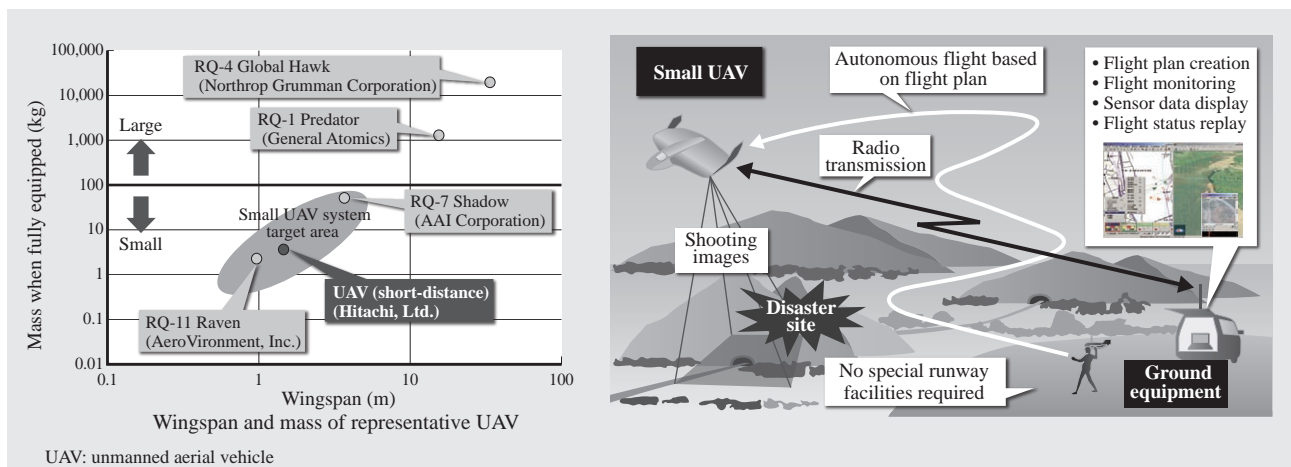 100,000
10,000
1,000
100
10
1
0.1
0.01
Mass when fully equipped (kg)
Large
Small
RQ-4 Global Hawk
(Northrop Grumman Corporation)
RQ-1 Predator
(General Atomics)
RQ-7 Shadow
(AAI Corporation)
Small UAV system
target area
UAV (short-distance)
(Hitachi, Ltd.)
RQ-11 Raven
(AeroVironment, Inc.)
0.1
1
10
100
Wingspan (m)
Wingspan and mass of representative UAV
Small UAV
Autonomous flight based
on flight plan
• Flight plan creation
• Flight monitoring
• Sensor data display
• Flight status replay
Radio
transmission
Shooting
images
Disaster
site
No special runway
facilities required
Ground
equipment
UAV: unmanned aerial vehicle